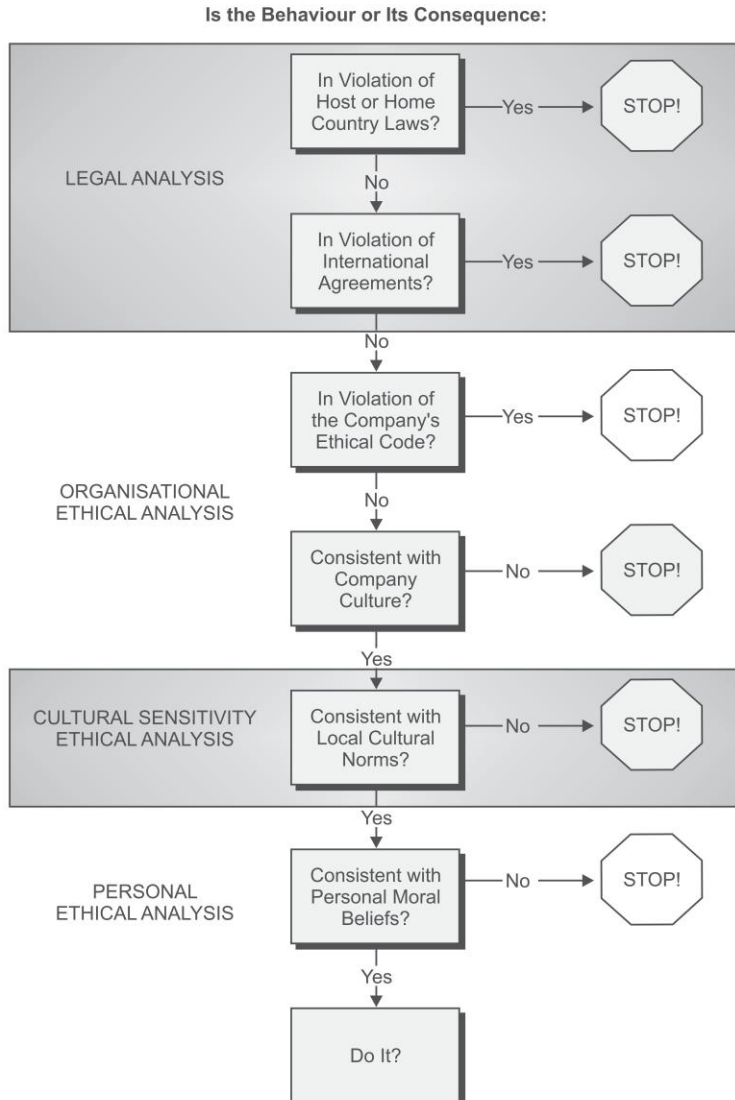 Is the Behaviour or Its Consequence:
In Violation of
Host or Home
Country Laws?
Yes
STOP!
LEGAL ANALYSIS
No
In Violation of
International
Agreements?
Yes
STOP!
No
In Violation of
the Company's
Ethical Code?
Yes
STOP!
ORGANISATIONAL
ETHICAL ANALYSIS
No
Consistent with
Company
Culture?
No
STOP!
Yes
CULTURAL SENSITIVITY
ETHICAL ANALYSIS
Consistent with
Local Cultural
Norms?
No
STOP!
Yes
PERSONAL
ETHICAL ANALYSIS
Consistent with
Personal Moral
Beliefs?
No
STOP!
Yes
Do It?